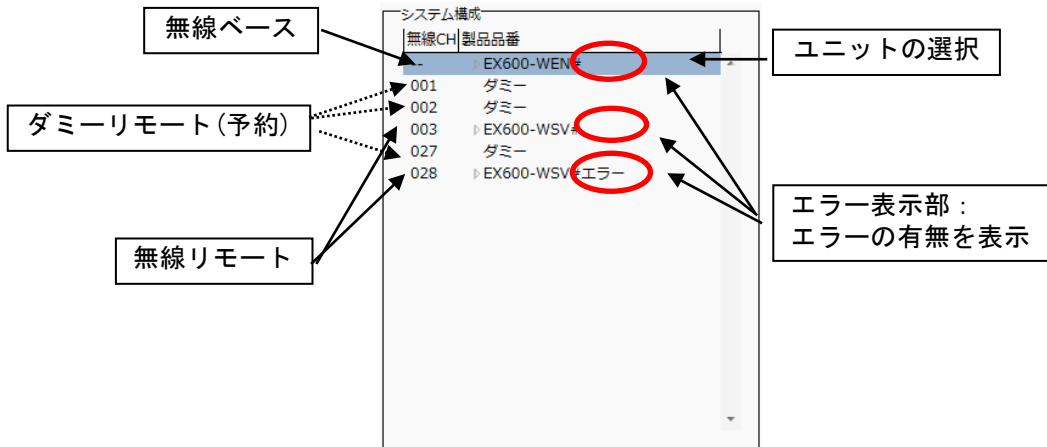 システム構成
無線CH 製品品番
-- EX600-WEN#
001 ダミー
002 ダミー
003 EX600-WSV#
027 ダミー
028 EX600-WSV#エラー
無線ベース
ダミーリモート(予約)
無線リモート
ユニットの選択
エラー表示部：
エラーの有無を表示